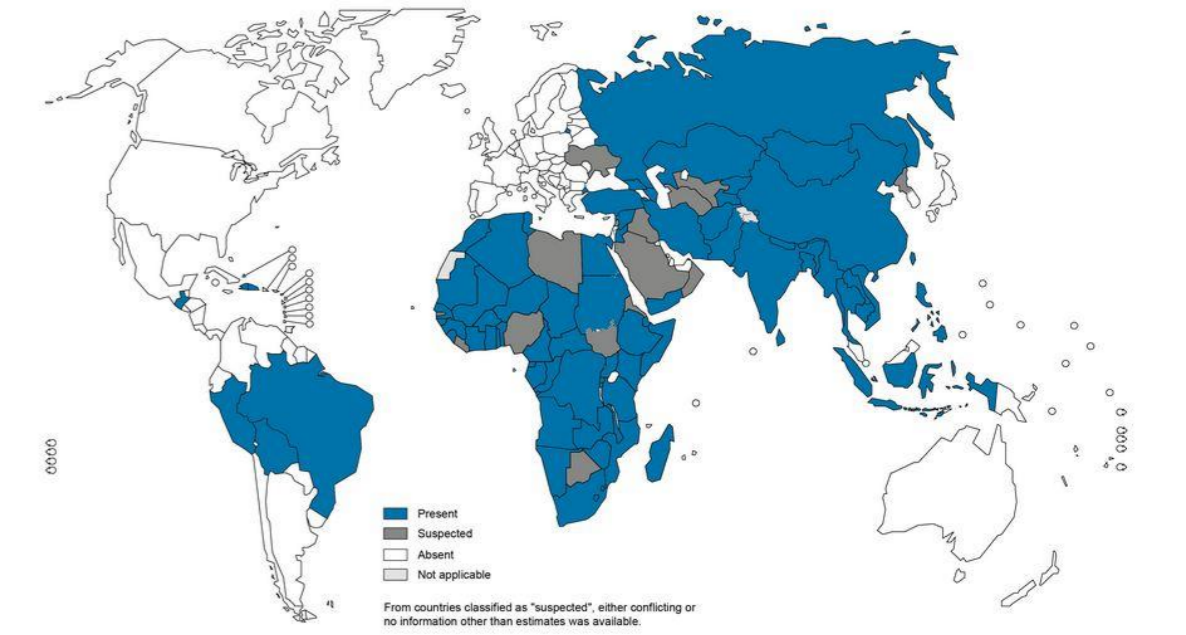 Present
Suspected
Absent
Not applicable
From countries classified as "suspected", either conflicting or
no information other than estimates was available.